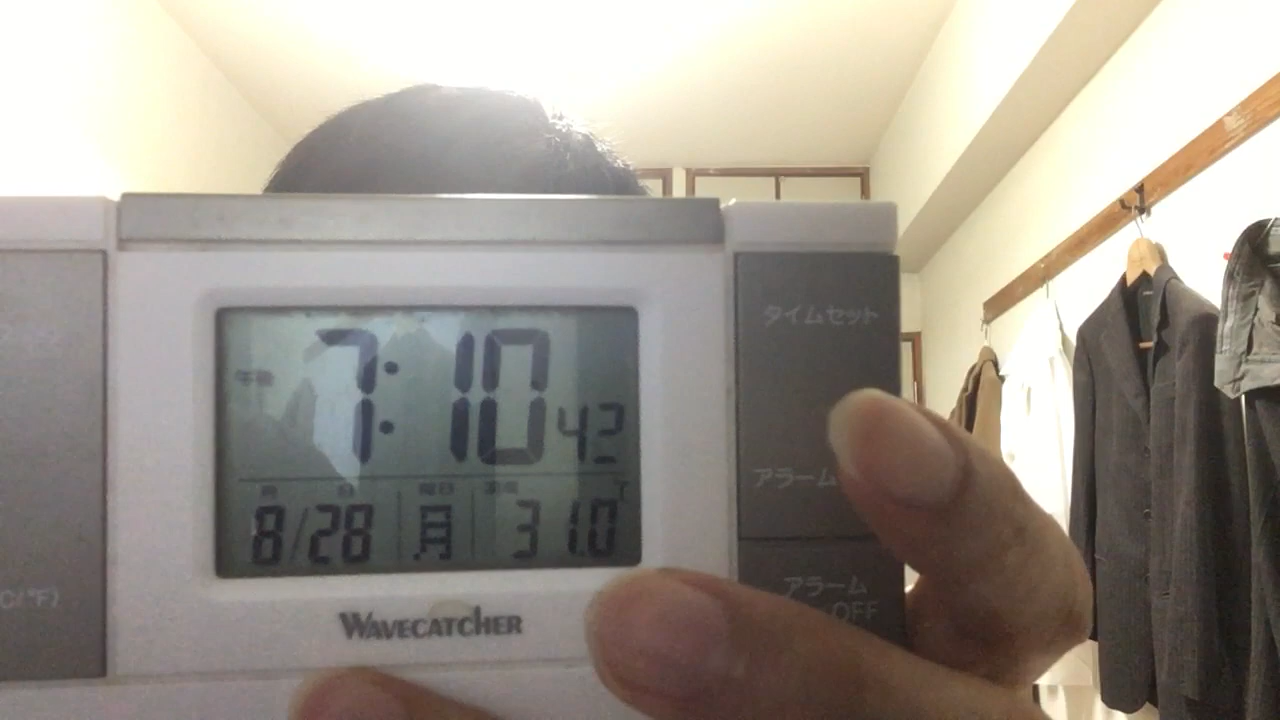 タイムセット
午後 7:10 42
月 日 曜日 温度 ℃
8/28 月 31.0
アラーム
アラーム
OFF
C/°F)
WAVECATCHER